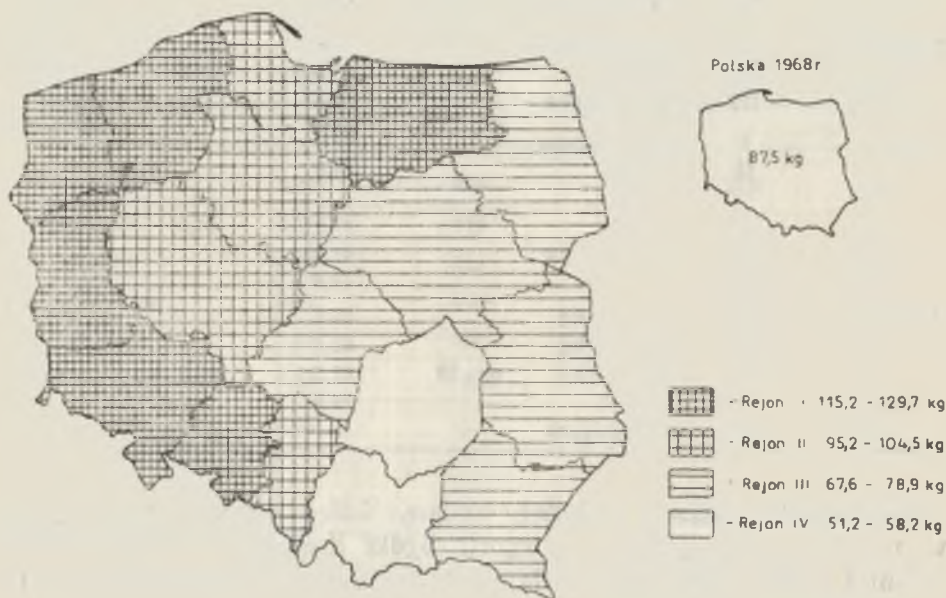 Polska 1968r
87,5 kg
- Rejon I 115,2 - 129,7 kg
- Rejon II 95,2 - 104,5 kg
- Rejon III 67,6 - 78,9 kg
- Rejon IV 51,2 - 58,2 kg